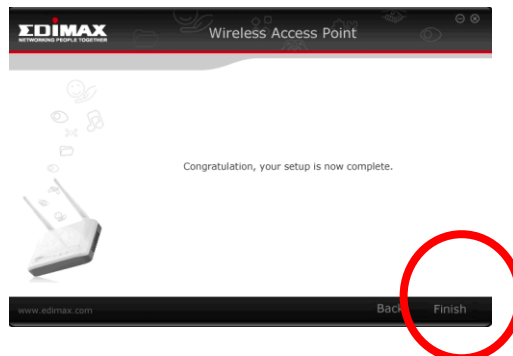 EDIMAX
NETWORKING PEOPLE TOGETHER
Wireless Access Point
Congratulation, your setup is now complete.
www.edimax.com
Back
Finish